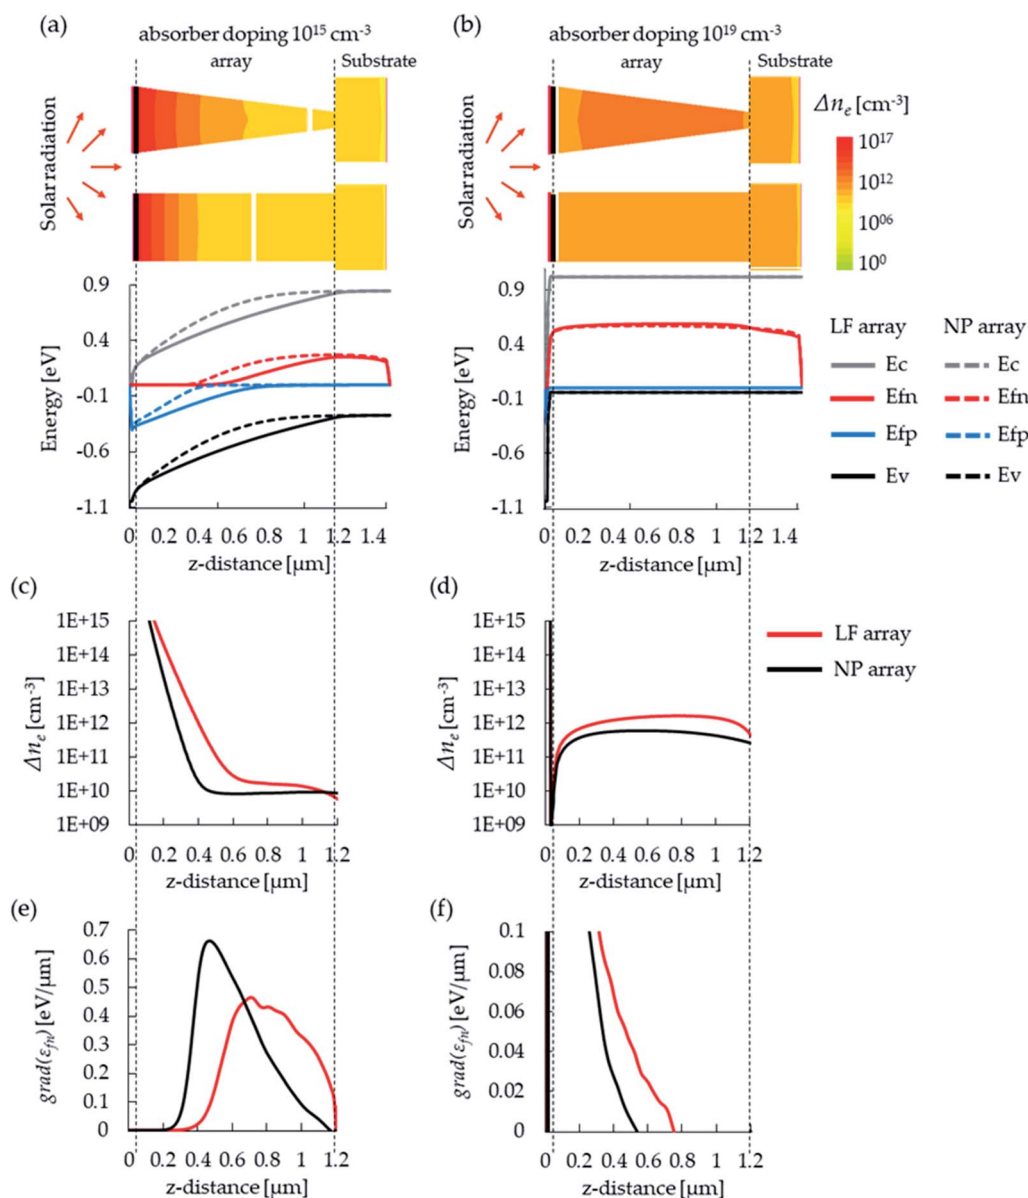 (a)
absorber doping 10¹⁵ cm⁻³
array
Substrate
Solar radiation
(b)
absorber doping 10¹⁹ cm⁻³
array
Substrate
Solar radiation
Δnₑ [cm⁻³]
10¹⁷
10¹²
10⁰⁶
10⁰
Energy [eV]
0.9
0.4
-0.1
-0.6
-1.1
0 0.2 0.4 0.6 0.8 1 1.2 1.4
z-distance [µm]
Energy [eV]
0.9
0.4
-0.1
-0.6
-1.1
0 0.2 0.4 0.6 0.8 1 1.2 1.4
z-distance [µm]
LF array NP array
Ec Ec
Efn Efn
Efp Efp
Ev Ev
(c)
Δnₑ [cm⁻³]
1E+15
1E+14
1E+13
1E+12
1E+11
1E+10
1E+09
0 0.2 0.4 0.6 0.8 1 1.2
z-distance [µm]
(d)
Δnₑ [cm⁻³]
1E+15
1E+14
1E+13
1E+12
1E+11
1E+10
1E+09
0 0.2 0.4 0.6 0.8 1 1.2
z-distance [µm]
LF array
NP array
(e)
grad(ε_fn) [eV/µm]
0.7
0.6
0.5
0.4
0.3
0.2
0.1
0
0 0.2 0.4 0.6 0.8 1 1.2
z-distance [µm]
(f)
grad(ε_fn) [eV/µm]
0.1
0.08
0.06
0.04
0.02
0
0 0.2 0.4 0.6 0.8 1 1.2
z-distance [µm]